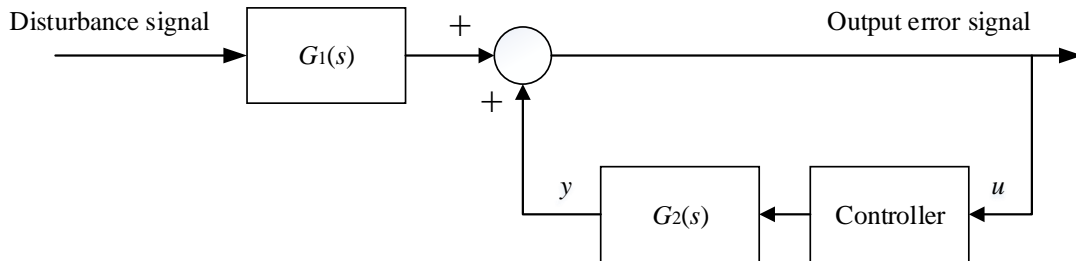 Disturbance signal
Output error signal
G1(s)
+
+
y
G2(s)
Controller
u